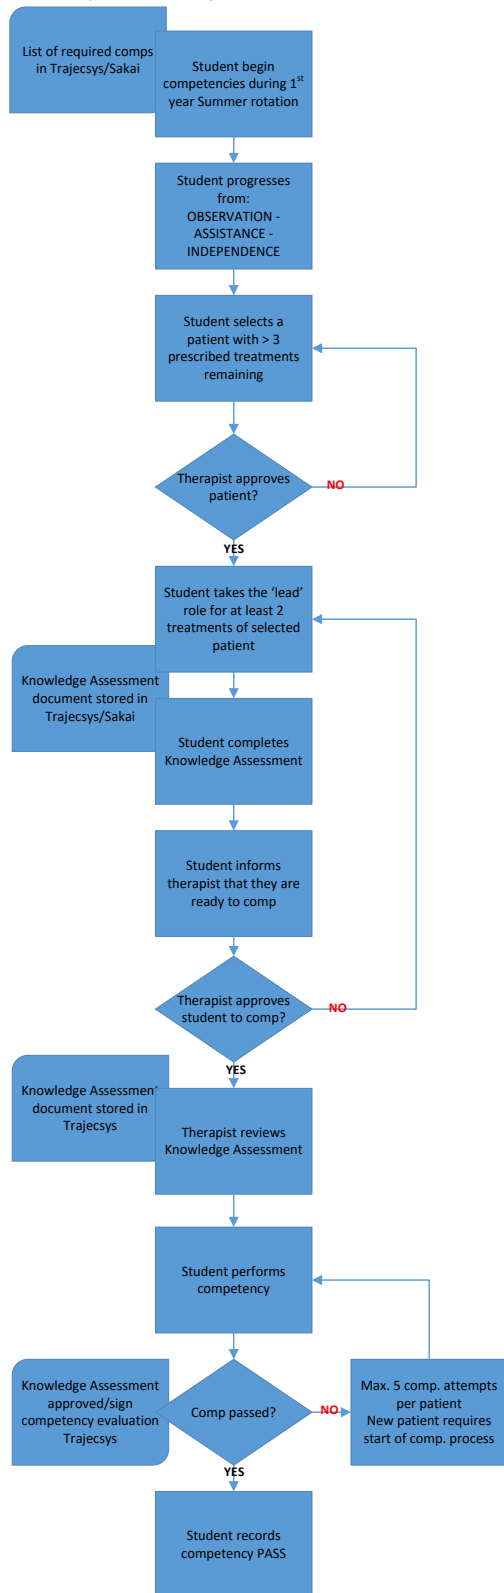 List of required comps
in Trajecsys/Sakai
Student begin
competencies during 1st
year Summer rotation
Student progresses
from:
OBSERVATION -
ASSISTANCE -
INDEPENDENCE
Student selects a
patient with > 3
prescribed treatments
remaining
Therapist approves
patient?
NO
YES
Student takes the ‘lead’
role for at least 2
treatments of selected
patient
Knowledge Assessment
document stored in
Trajecsys/Sakai
Student completes
Knowledge Assessment
Student informs
therapist that they are
ready to comp
Therapist approves
student to comp?
NO
YES
Knowledge Assessment
document stored in
Trajecsys
Therapist reviews
Knowledge Assessment
Student performs
competency
Knowledge Assessment
approved/sign
competency evaluation
Trajecsys
Comp passed?
NO
Max. 5 comp. attempts
per patient
New patient requires
start of comp. process
YES
Student records
competency PASS